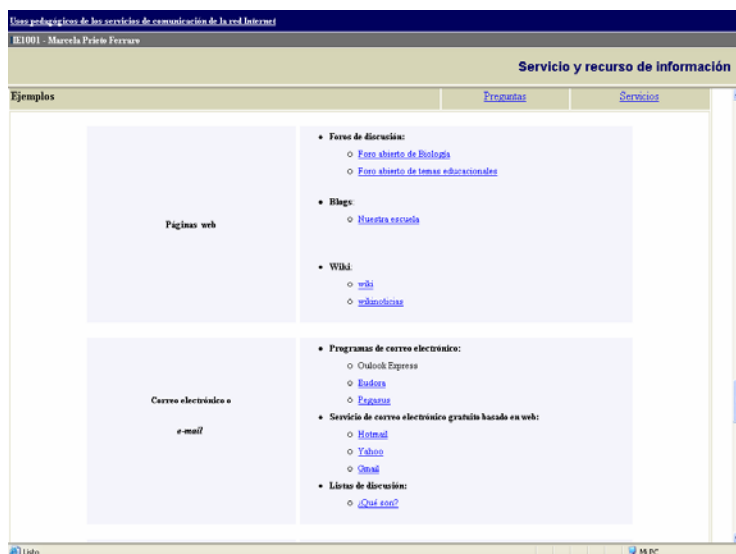 Usos pedagógicos de los servicios de comunicación de la red Internet
IE1001 - Marcela Prieto Ferraro
Servicio y recurso de información
Ejemplos
Preguntas
Servicios
Páginas web
Foros de discusión:
Foro abierto de Biología
Foro abierto de temas educacionales
Blogs:
Nuestra escuela
Wiki:
wiki
wikinoticias
Correo electrónico o
e-mail
Programas de correo electrónico:
Oulook Express
Eudora
Pegasus
Servicio de correo electrónico gratuito basado en web:
Hotmail
Yahoo
Gmail
Listas de discusión:
¿Qué son?
Listo
Mi PC